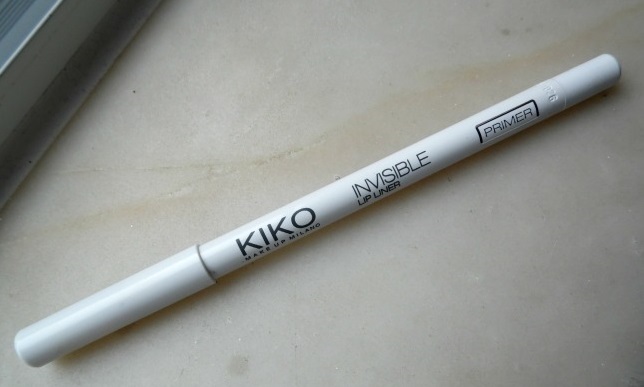 KIKO
MAKE UP MILANO
INVISIBLE
LIP LINER
PRIMER